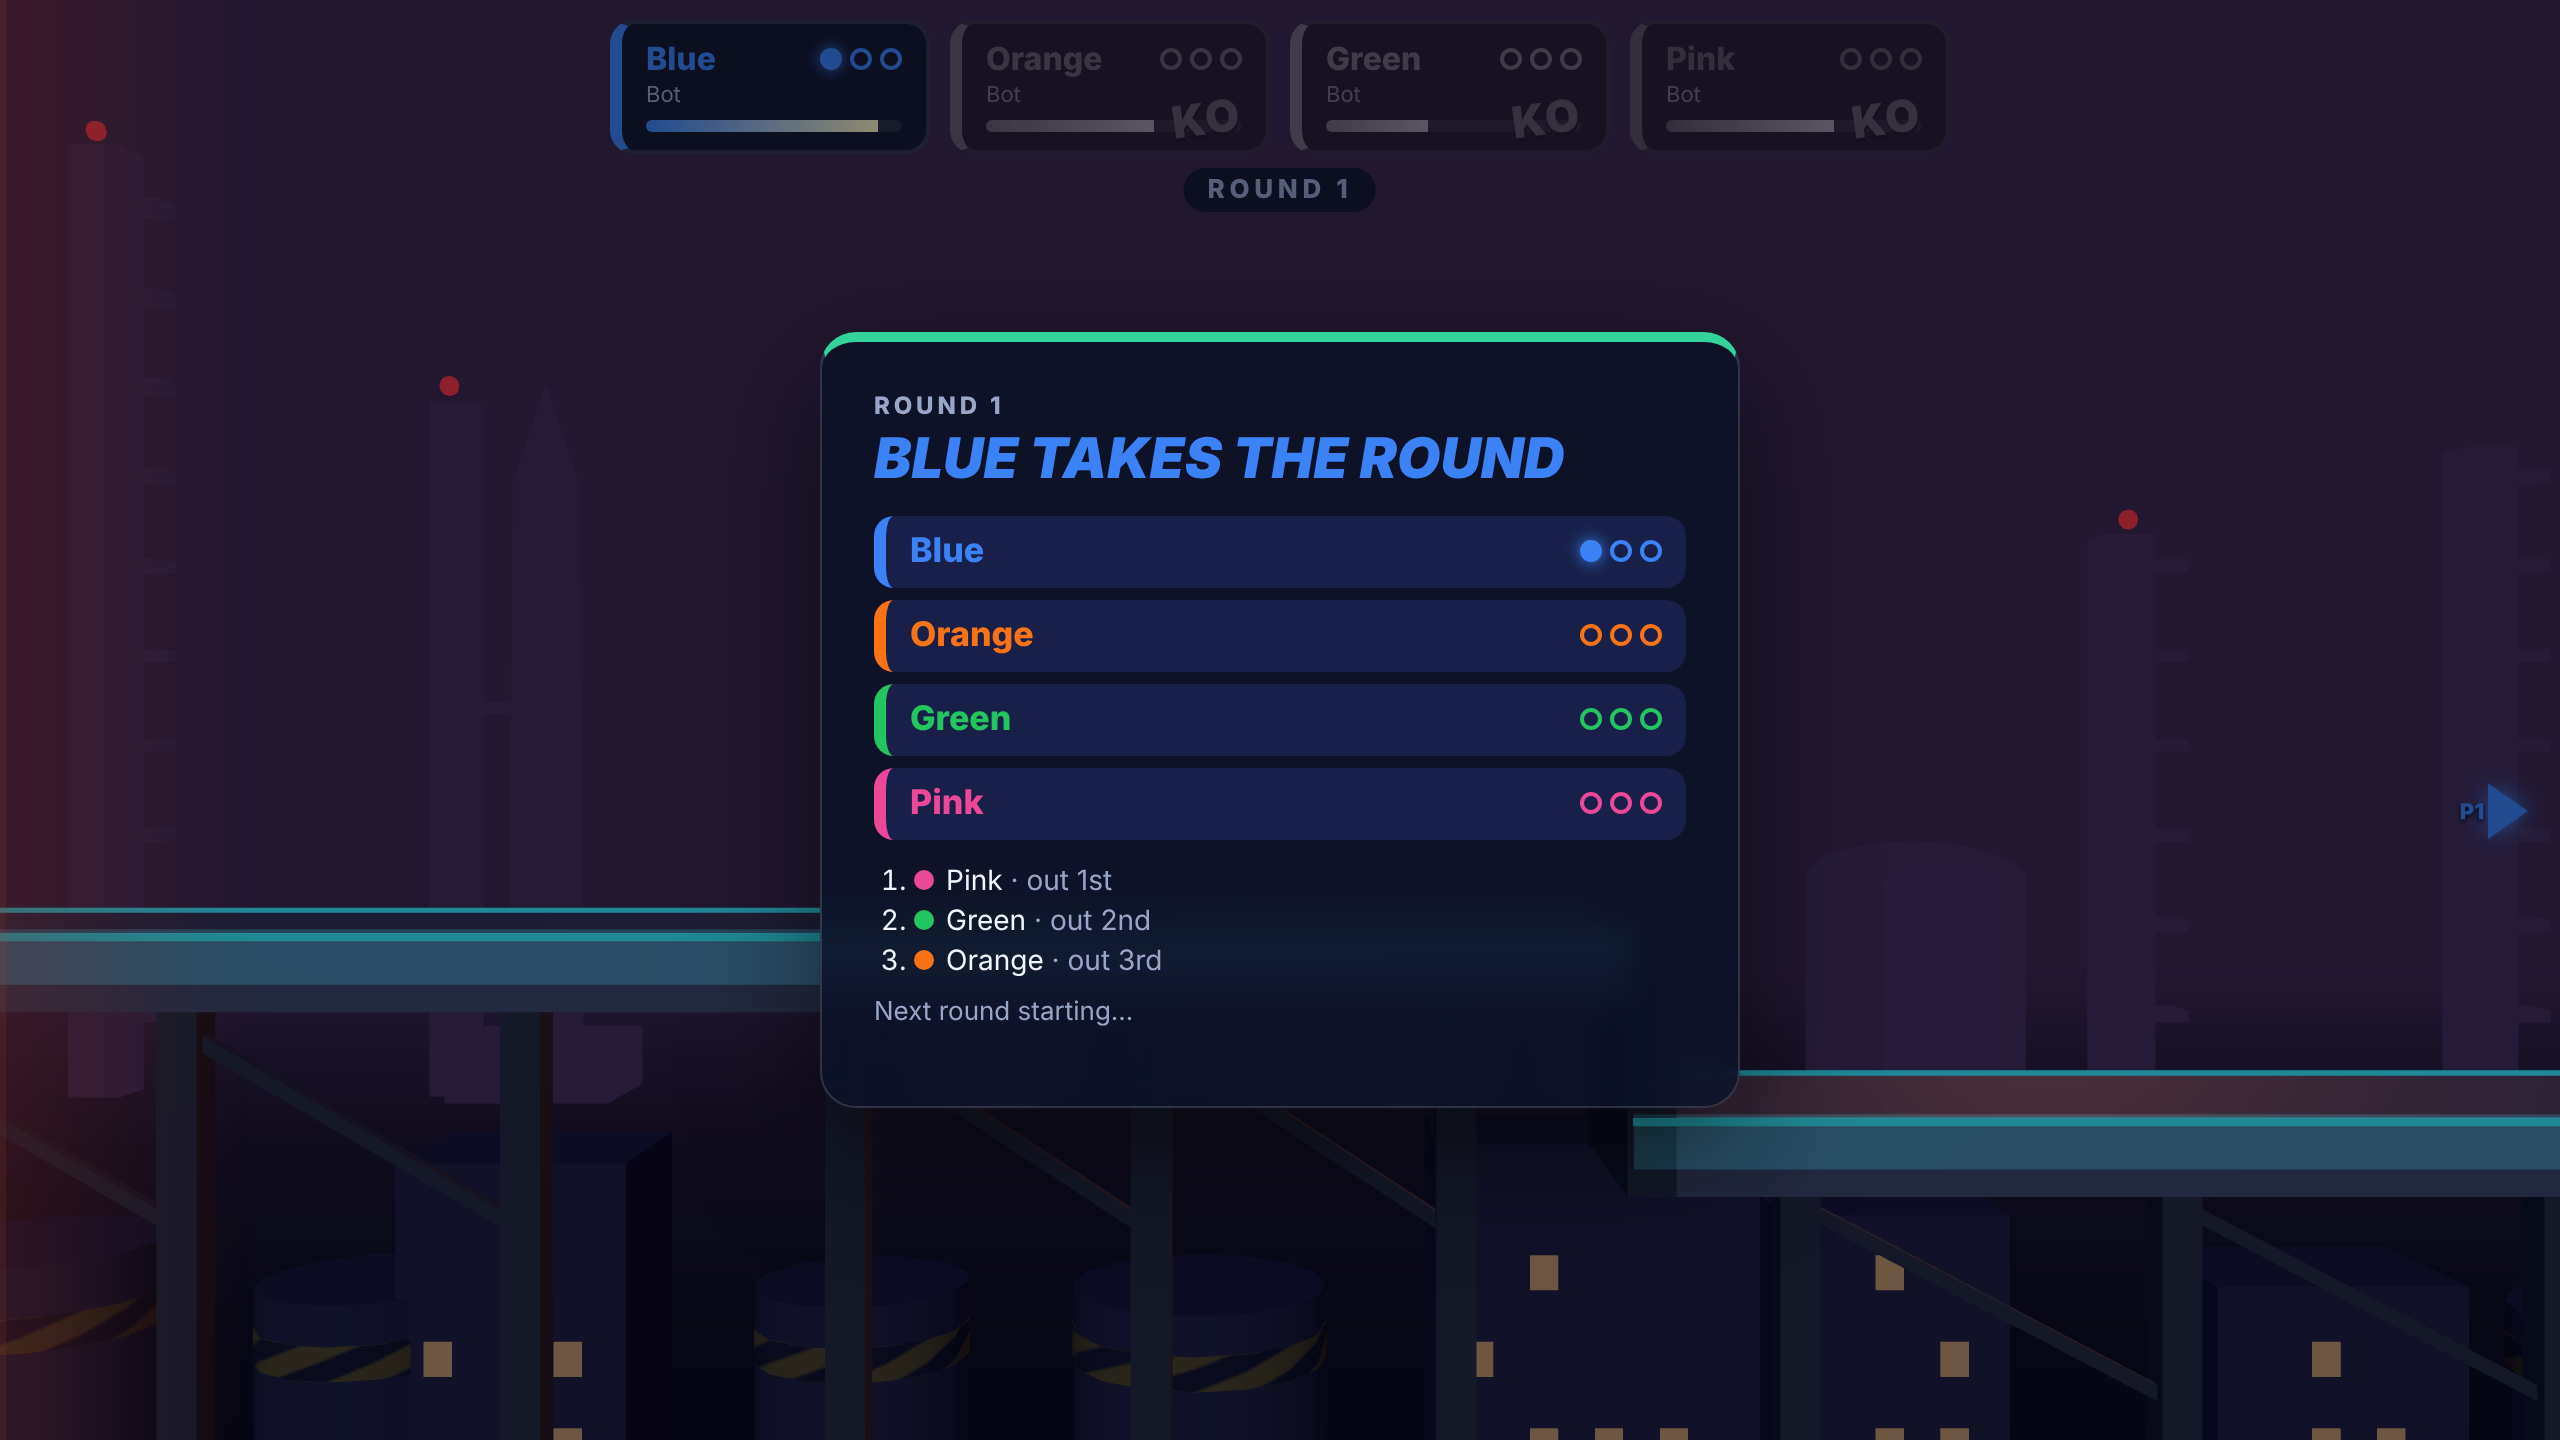 Blue
Bot
Orange
Bot
KO
Green
Bot
KO
Pink
Bot
KO
ROUND 1
ROUND 1
BLUE TAKES THE ROUND
Blue
Orange
Green
Pink
1. Pink · out 1st
2. Green · out 2nd
3. Orange · out 3rd
Next round starting...
P1